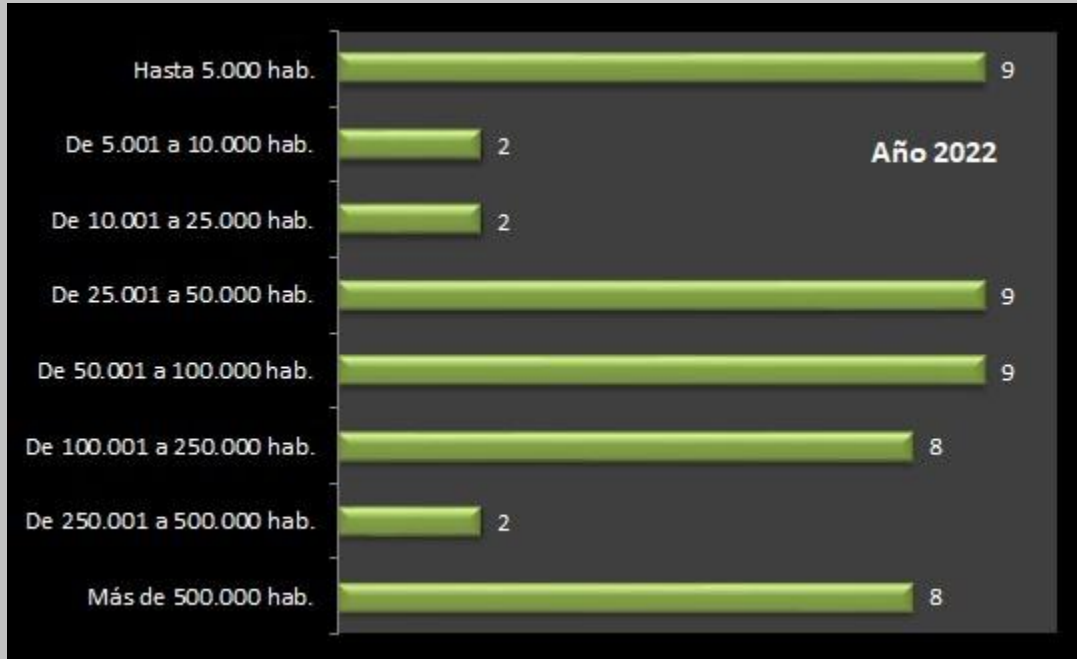 Hasta 5.000 hab. 9
De 5.001 a 10.000 hab. 2
Año 2022
De 10.001 a 25.000 hab. 2
De 25.001 a 50.000 hab. 9
De 50.001 a 100.000 hab. 9
De 100.001 a 250.000 hab. 8
De 250.001 a 500.000 hab. 2
Más de 500.000 hab. 8